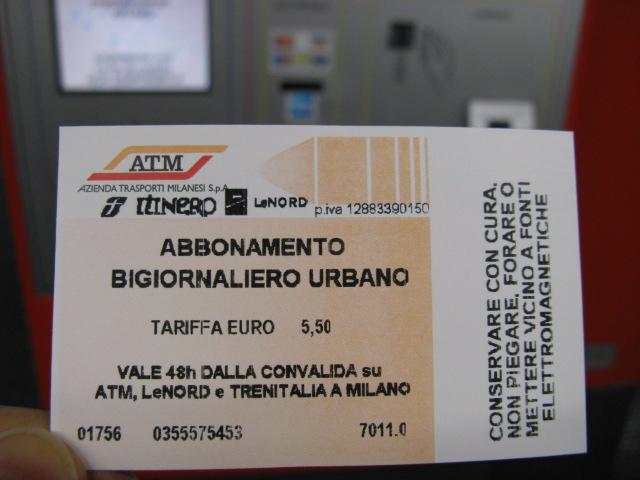 ATM
AZIENDA TRASPORTI MILANESI S.p.A
ITINERO LeNORD p.iva 12883390150
ABBONAMENTO
BIGIORNALIERO URBANO
TARIFFA EURO 5,50
VALE 48h DALLA CONVALIDA su
ATM, LeNORD e TRENITALIA A MILANO
01756 0355575453 7011.0
CONSERVARE CON CURA,
NON PIEGARE, FORARE O
METTERE VICINO A FONTI
ELETTROMAGNETICHE